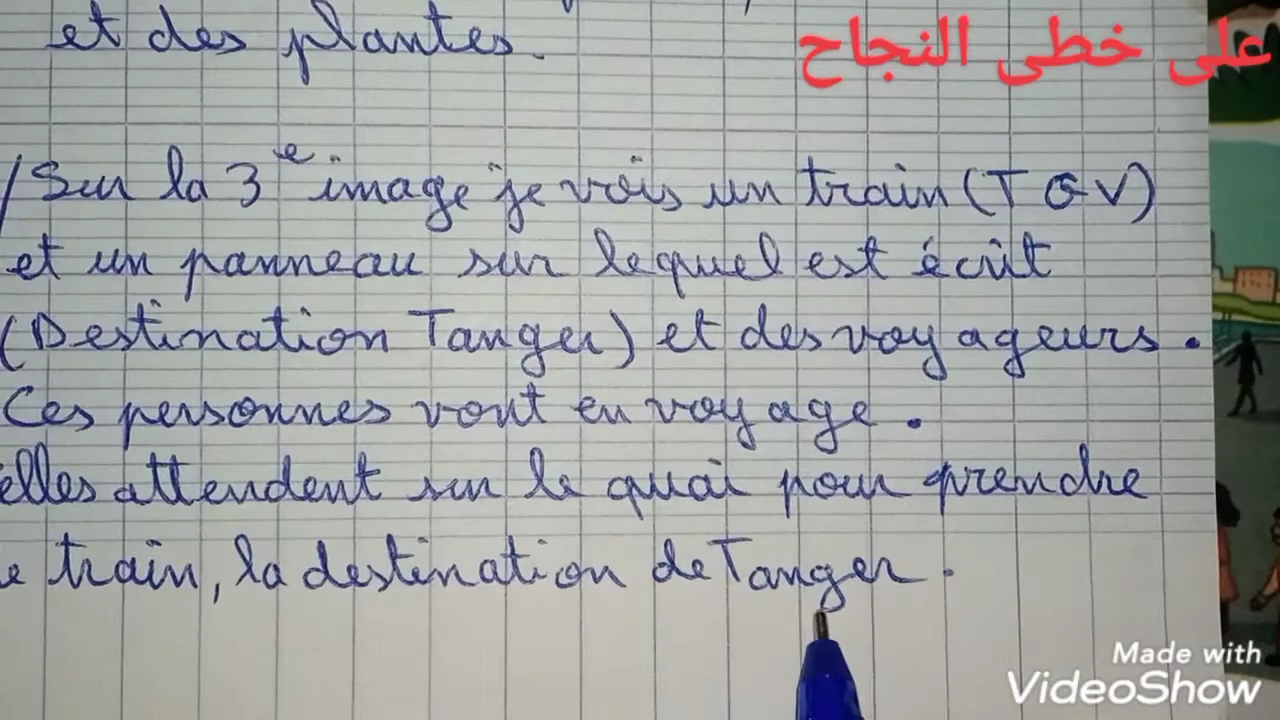 et des plantes.
على خطى النجاح
/Sur la 3e image je vois un train (TGV)
et un panneau sur lequel est écrit
(Destination Tanger) et des voyageurs.
Ces personnes vont en voyage.
elles attendent sur le quai pour prendre
e train, la destination de Tanger.
Made with
VideoShow